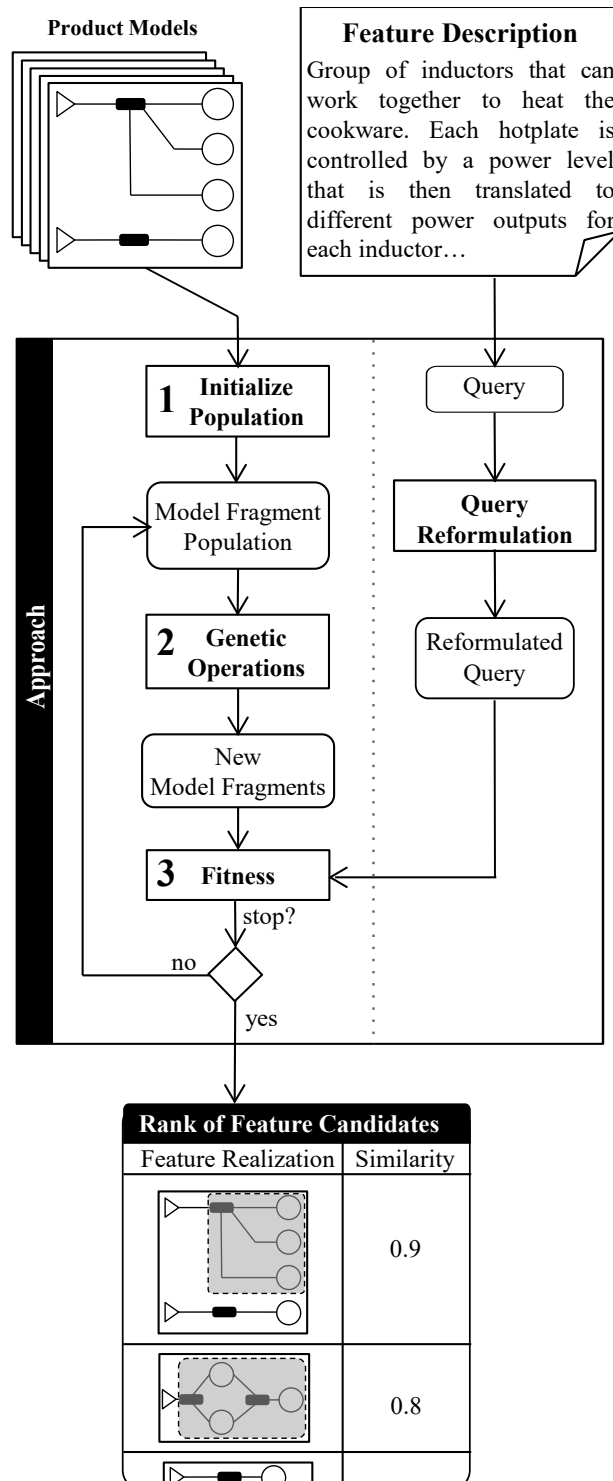 Product Models
Feature Description
Group of inductors that can
work together to heat the
cookware. Each hotplate is
controlled by a power level
that is then translated to
different power outputs for
each inductor…
Approach
1 Initialize
Population
Model Fragment
Population
2 Genetic
Operations
New
Model Fragments
3 Fitness
stop?
no
yes
Query
Query
Reformulation
Reformulated
Query
Rank of Feature Candidates
Feature Realization Similarity
0.9
0.8